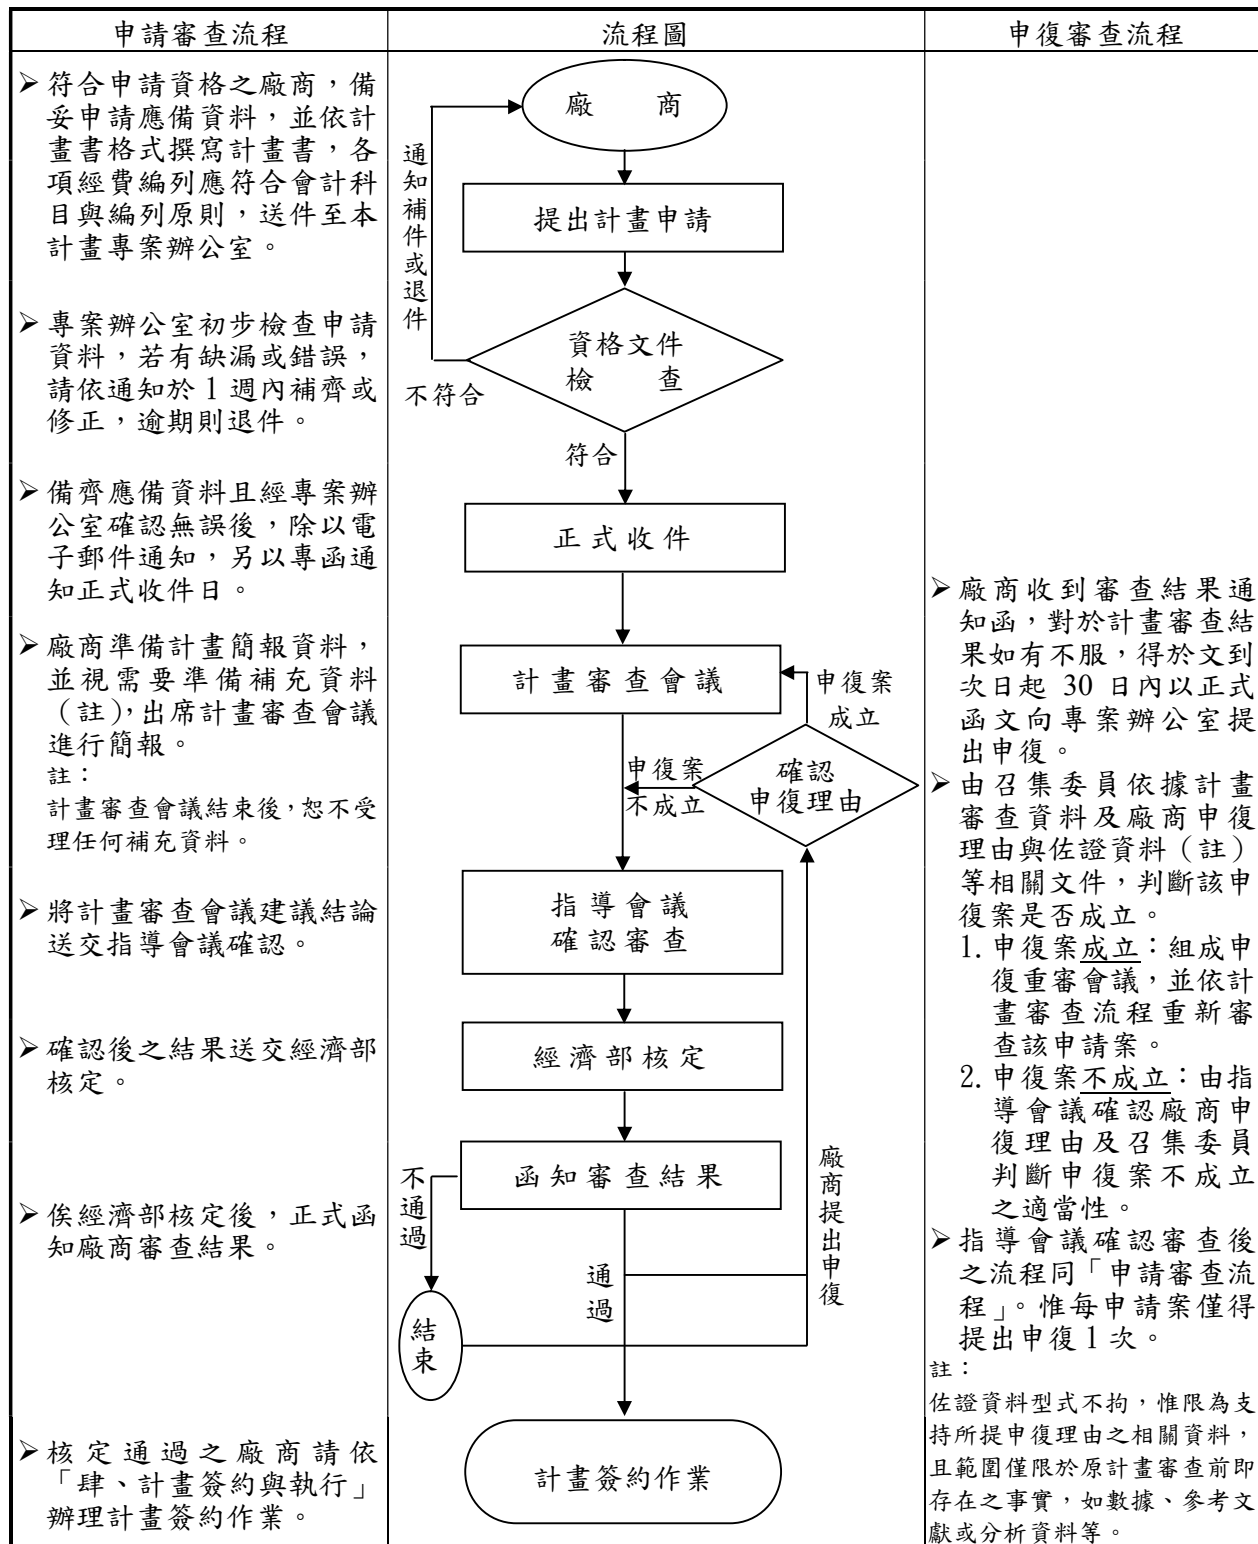 申請審查流程
流程圖
申復審查流程
➢ 符合申請資格之廠商，備
妥申請應備資料，並依計
畫書格式撰寫計畫書，各
項經費編列應符合會計科
目與編列原則，送件至本
計畫專案辦公室。
➢ 專案辦公室初步檢查申請
資料，若有缺漏或錯誤，
請依通知於 1 週內補齊或
修正，逾期則退件。
➢ 備齊應備資料且經專案辦
公室確認無誤後，除以電
子郵件通知，另以專函通
知正式收件日。
➢ 廠商準備計畫簡報資料，
並視需要準備補充資料
（註），出席計畫審查會議
進行簡報。
註：
計畫審查會議結束後，恕不受
理任何補充資料。
➢ 將計畫審查會議建議結論
送交指導會議確認。
➢ 確認後之結果送交經濟部
核定。
➢ 俟經濟部核定後，正式函
知廠商審查結果。
➢ 核定通過之廠商請依
「肆、計畫簽約與執行」
辦理計畫簽約作業。
廠　商
通知補件或退件
提出計畫申請
資格文件
檢　查
不符合
符合
正式收件
計畫審查會議
申復案
成立
申復案
不成立
確認
申復理由
指導會議
確認審查
經濟部核定
函知審查結果
不通過
廠商提出申復
通過
結束
計畫簽約作業
➢ 廠商收到審查結果通
知函，對於計畫審查結
果如有不服，得於文到
次日起 30 日內以正式
函文向專案辦公室提
出申復。
➢ 由召集委員依據計畫
審查資料及廠商申復
理由與佐證資料（註）
等相關文件，判斷該申
復案是否成立。
1. 申復案成立：組成申
復重審會議，並依計
畫審查流程重新審
查該申請案。
2. 申復案不成立：由指
導會議確認廠商申
復理由及召集委員
判斷申復案不成立
之適當性。
➢ 指導會議確認審查後
之流程同「申請審查流
程」。惟每申請案僅得
提出申復 1 次。
註：
佐證資料型式不拘，惟限為支
持所提申復理由之相關資料，
且範圍僅限於原計畫審查前即
存在之事實，如數據、參考文
獻或分析資料等。